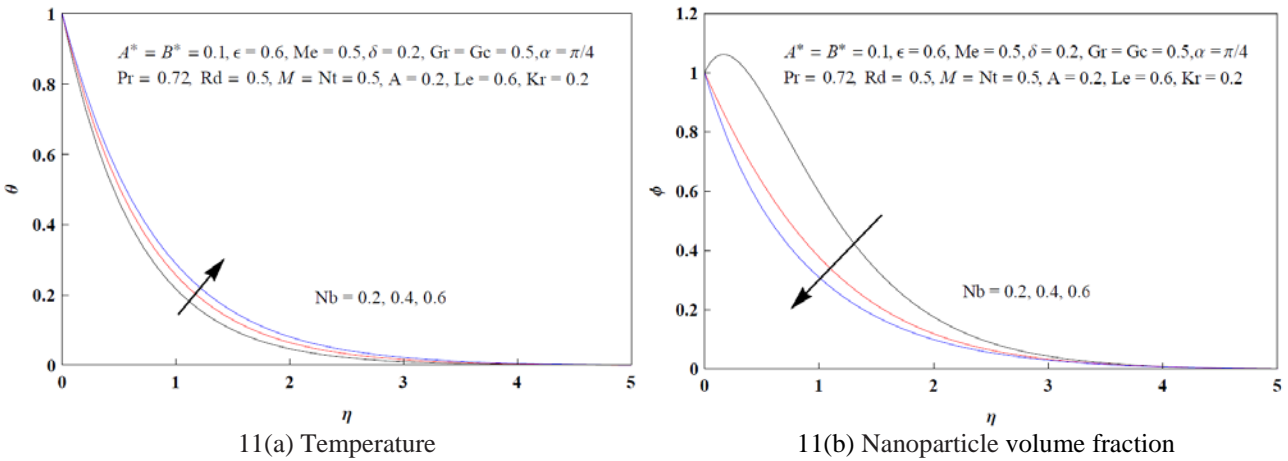 1
0.8
0.6
0.4
0.2
0
θ
A* = B* = 0.1, ϵ = 0.6, Me = 0.5, δ = 0.2, Gr = Gc = 0.5, α = π/4
Pr = 0.72, Rd = 0.5, M = Nt = 0.5, A = 0.2, Le = 0.6, Kr = 0.2
Nb = 0.2, 0.4, 0.6
0 1 2 3 4 5
η
11(a) Temperature
1.2
1
0.8
0.6
0.4
0.2
0
ϕ
A* = B* = 0.1, ϵ = 0.6, Me = 0.5, δ = 0.2, Gr = Gc = 0.5, α = π/4
Pr = 0.72, Rd = 0.5, M = Nt = 0.5, A = 0.2, Le = 0.6, Kr = 0.2
Nb = 0.2, 0.4, 0.6
0 1 2 3 4 5
η
11(b) Nanoparticle volume fraction